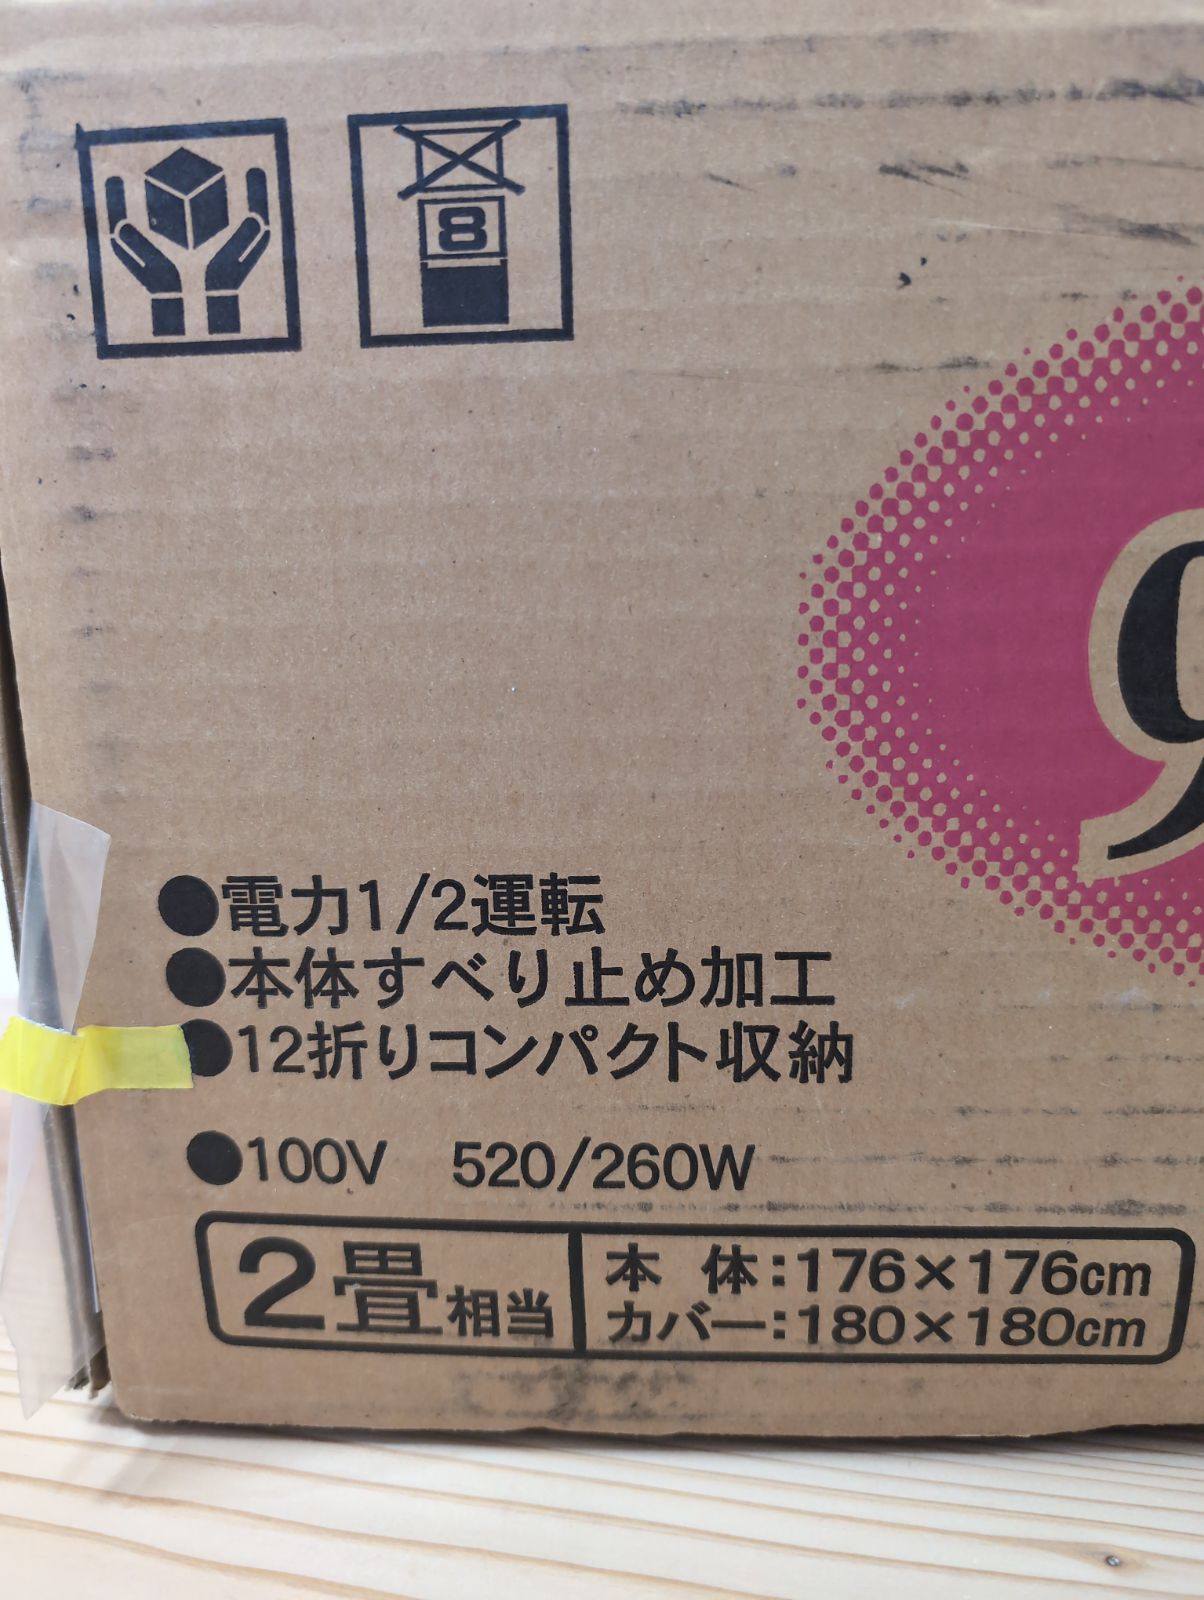 8
●電力1/2運転
●本体すべり止め加工
●12折りコンパクト収納
●100V 520/260W
2畳相当
本体:176×176cm
カバー:180×180cm